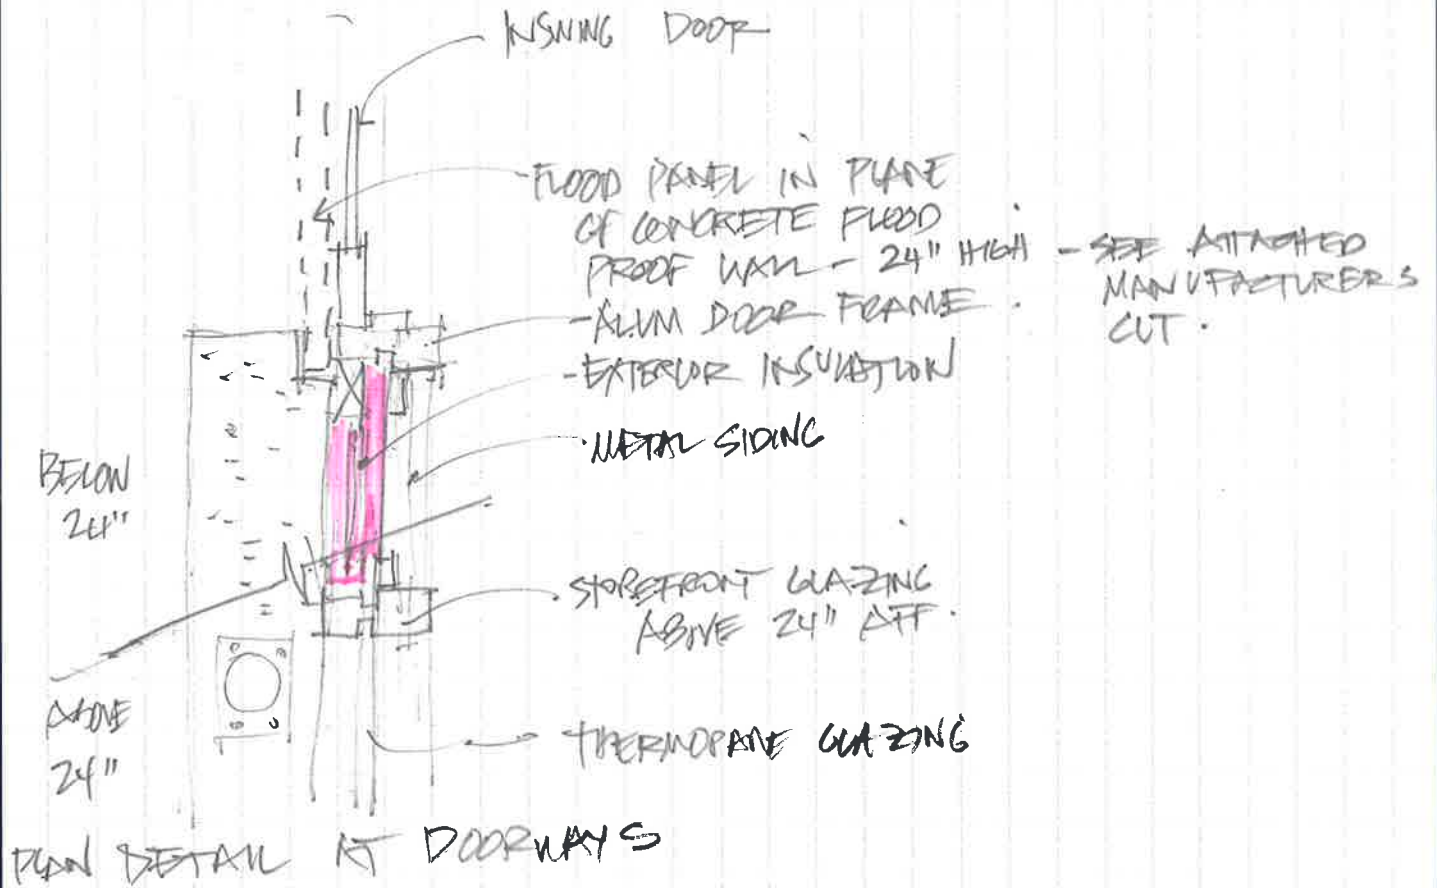 INSWING DOOR
FLOOD PANEL IN PLANE
OF CONCRETE FLOOD
PROOF WALL - 24" HIGH - SEE ATTACHED
MANUFACTURERS
CUT.
ALUM DOOR FRAME.
EXTERIOR INSULATION
METAL SIDING
BELOW
24"
STOREFRONT GLAZING
ABOVE 24" AFF.
ABOVE
24"
THERMOPANE GLAZING
PLAN DETAIL AT DOORWAYS